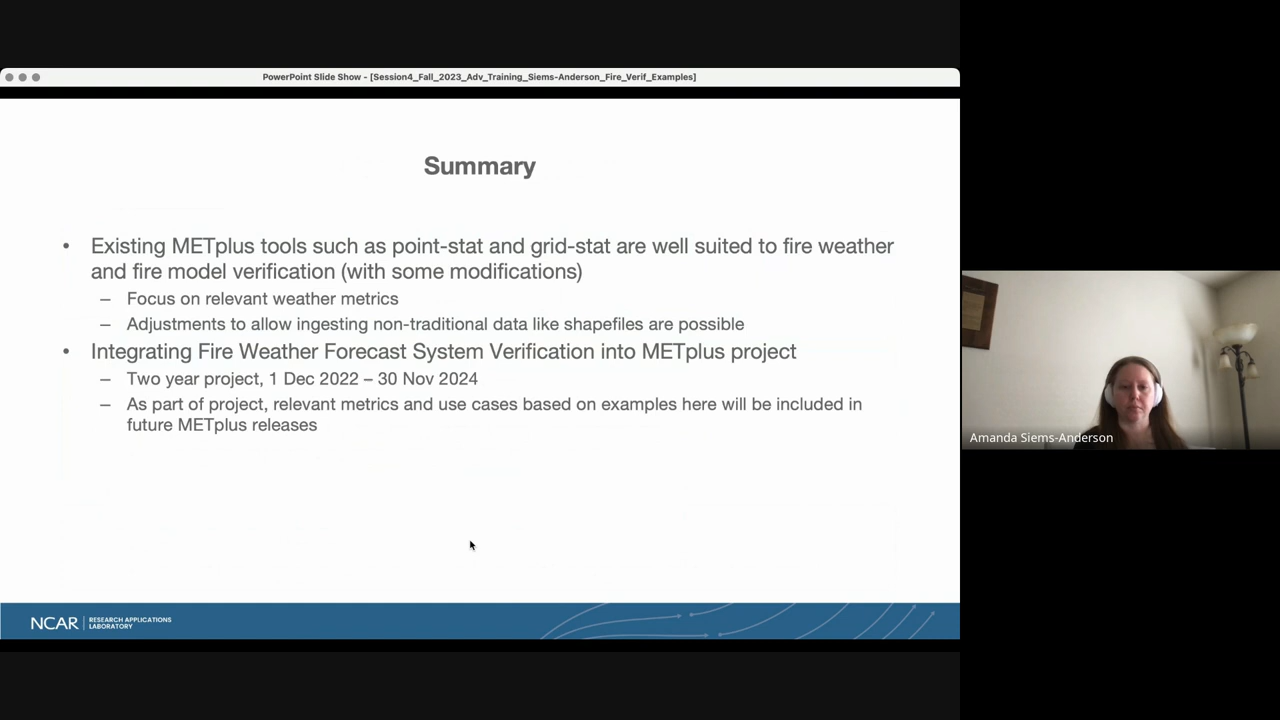 PowerPoint Slide Show - [Session4_Fall_2023_Adv_Training_Siems-Anderson_Fire_Verif_Examples]
Summary
• Existing METplus tools such as point-stat and grid-stat are well suited to fire weather
and fire model verification (with some modifications)
– Focus on relevant weather metrics
– Adjustments to allow ingesting non-traditional data like shapefiles are possible
• Integrating Fire Weather Forecast System Verification into METplus project
– Two year project, 1 Dec 2022 – 30 Nov 2024
– As part of project, relevant metrics and use cases based on examples here will be included in
future METplus releases
Amanda Siems-Anderson
NCAR | RESEARCH APPLICATIONS
LABORATORY